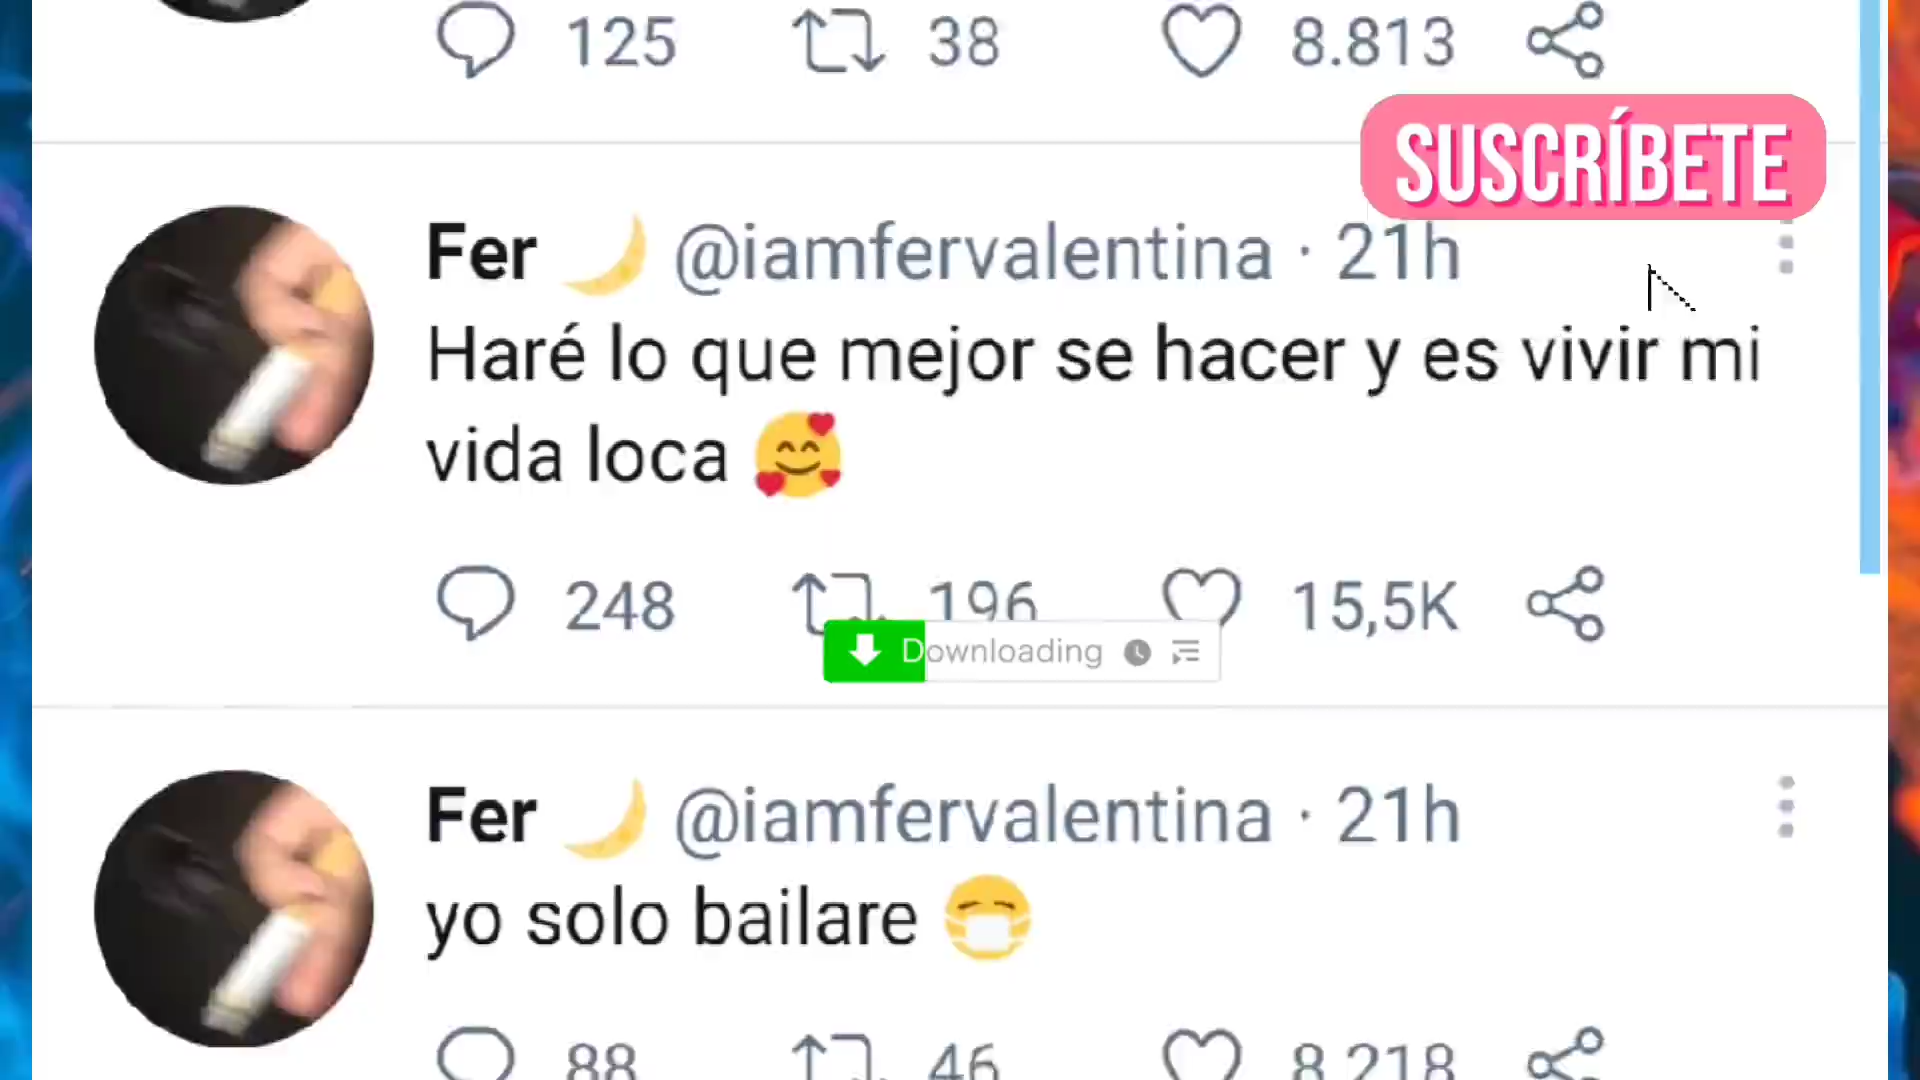 125 38 8.813
SUSCRÍBETE
Fer 🌙 @iamfervalentina · 21h
Haré lo que mejor se hacer y es vivir mi
vida loca 🥰
248 196 15,5K
Downloading
Fer 🌙 @iamfervalentina · 21h
yo solo bailare 😷
88 46 8.218